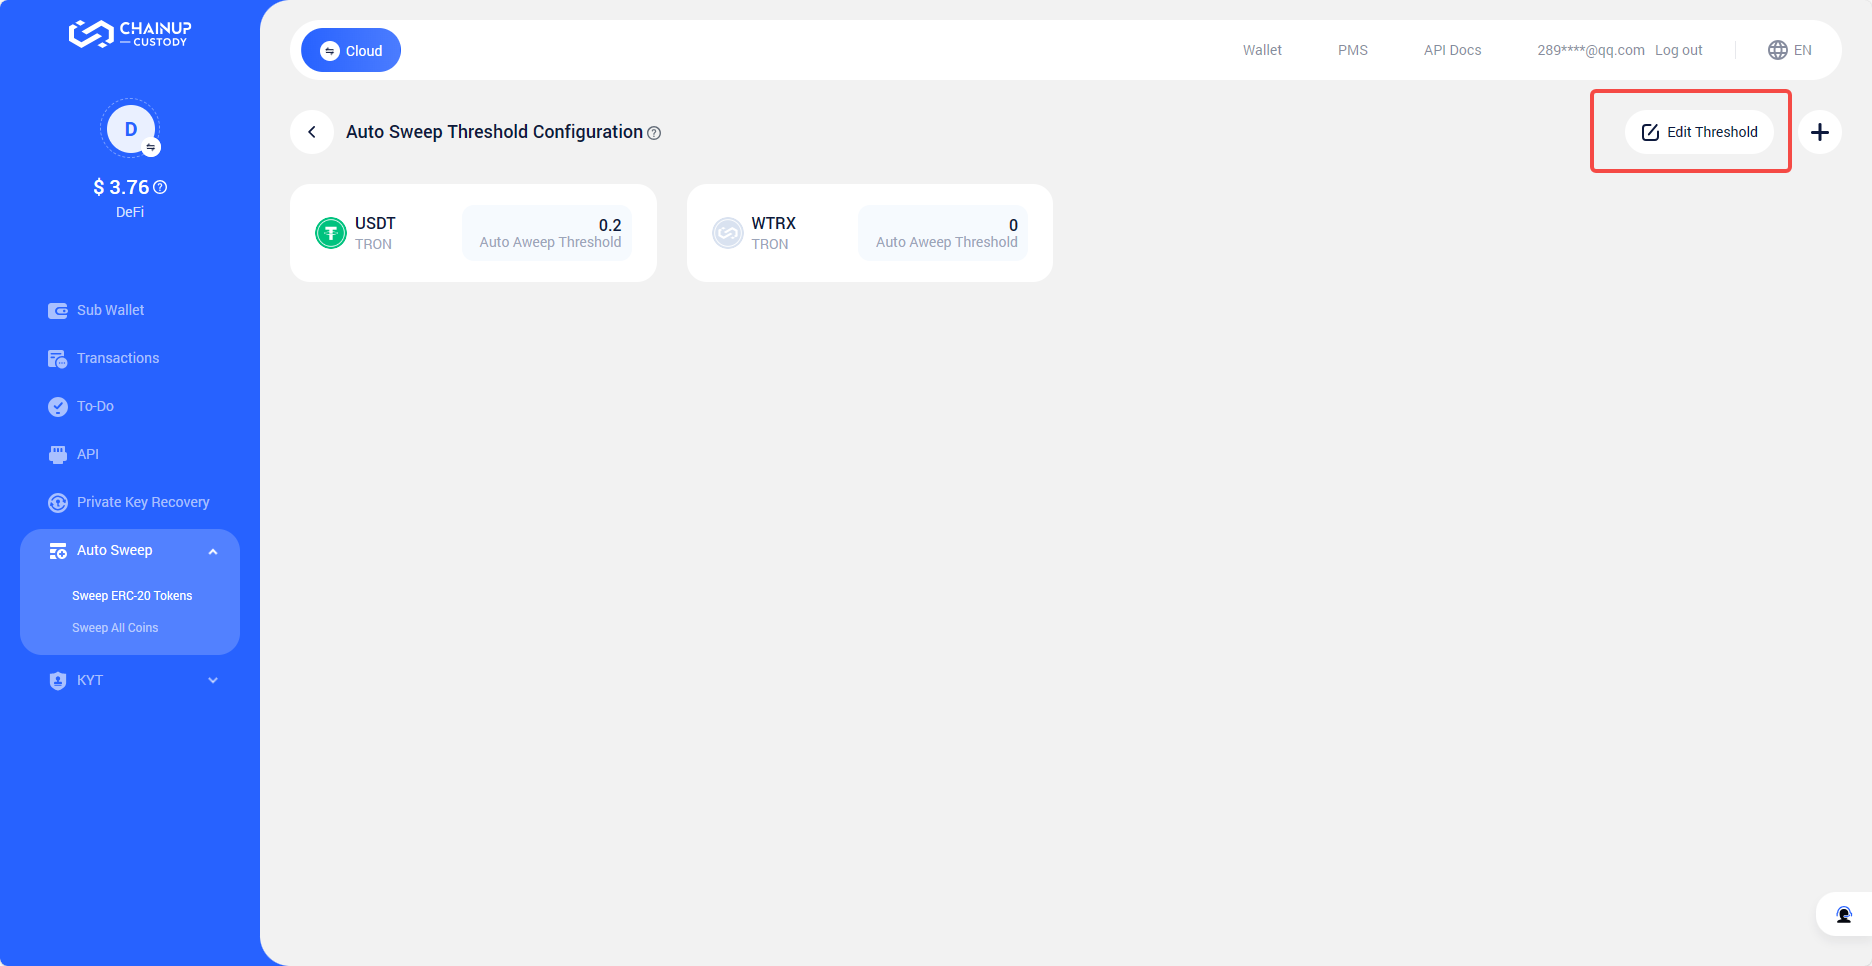 CHAINUP
CUSTODY
D
$ 3.76
DeFi
Sub Wallet
Transactions
To-Do
API
Private Key Recovery
Auto Sweep
Sweep ERC-20 Tokens
Sweep All Coins
KYT
Cloud
Wallet
PMS
API Docs
289****@qq.com
Log out
EN
Auto Sweep Threshold Configuration
Edit Threshold
USDT
TRON
0.2
Auto Aweep Threshold
WTRX
TRON
0
Auto Aweep Threshold